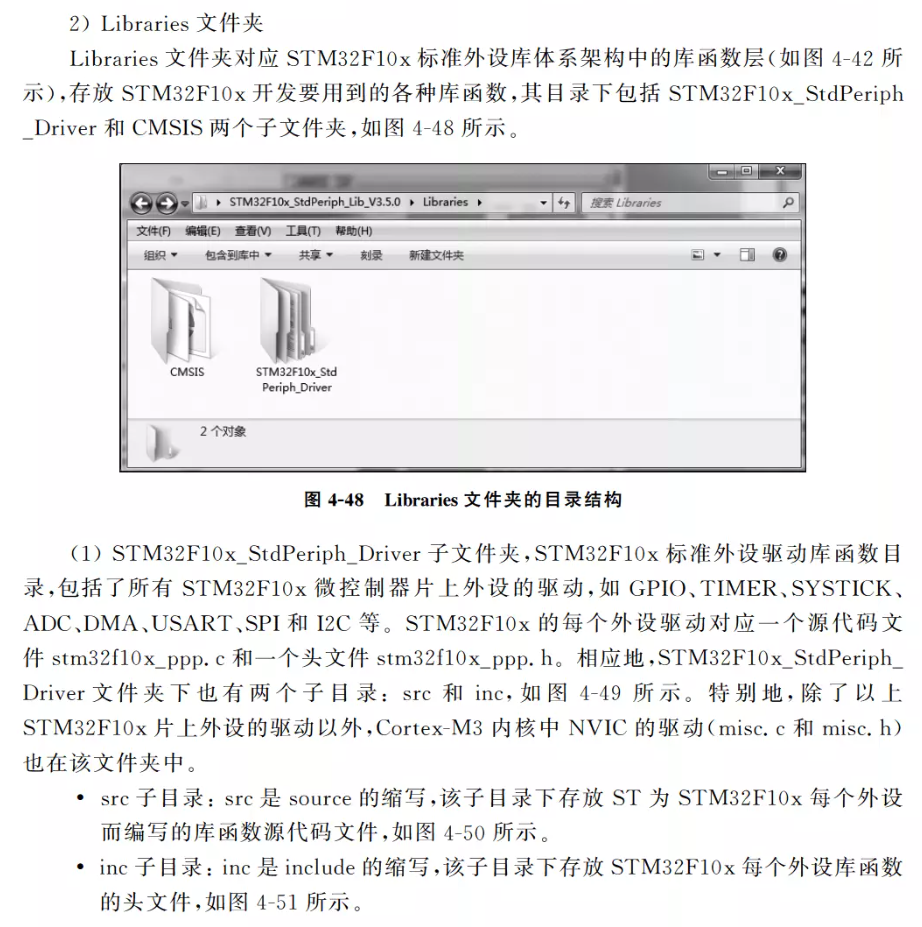 2）Libraries 文件夹
Libraries 文件夹对应 STM32F10x 标准外设库体系架构中的库函数层(如图 4-42 所
示),存放 STM32F10x 开发要用到的各种库函数,其目录下包括 STM32F10x_StdPeriph
_Driver 和 CMSIS 两个子文件夹,如图 4-48 所示。
STM32F10x_StdPeriph_Lib_V3.5.0 Libraries 搜索 Libraries
文件(F) 编辑(E) 查看(V) 工具(T) 帮助(H)
组织 包含到库中 共享 刻录 新建文件夹
CMSIS STM32F10x_Std
Periph_Driver
2 个对象
图 4-48 Libraries 文件夹的目录结构
（1）STM32F10x_StdPeriph_Driver 子文件夹,STM32F10x 标准外设驱动库函数目
录,包括了所有 STM32F10x 微控制器片上外设的驱动,如 GPIO、TIMER、SYSTICK、
ADC、DMA、USART、SPI 和 I2C 等。STM32F10x 的每个外设驱动对应一个源代码文
件 stm32f10x_ppp.c 和一个头文件 stm32f10x_ppp.h。相应地,STM32F10x_StdPeriph_
Driver 文件夹下也有两个子目录：src 和 inc,如图 4-49 所示。特别地,除了以上
STM32F10x 片上外设的驱动以外,Cortex-M3 内核中 NVIC 的驱动(misc.c 和 misc.h)
也在该文件夹中。
• src 子目录：src 是 source 的缩写,该子目录下存放 ST 为 STM32F10x 每个外设
而编写的库函数源代码文件,如图 4-50 所示。
• inc 子目录：inc 是 include 的缩写,该子目录下存放 STM32F10x 每个外设库函数
的头文件,如图 4-51 所示。